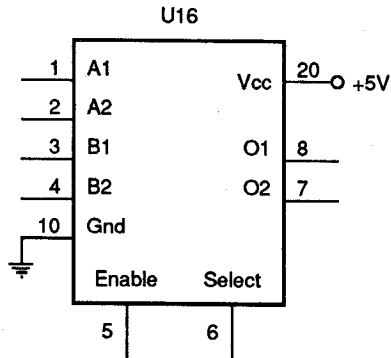 U16
1 A1
Vcc 20 +5V
2 A2
3 B1
O1 8
4 B2
O2 7
10 Gnd
Enable Select
5 6